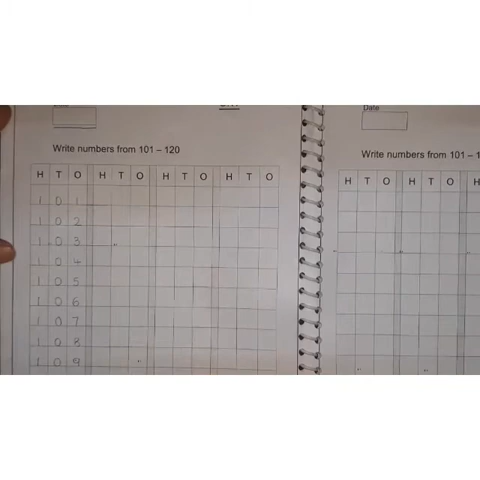 Date
Write numbers from 101 – 120
H T O H T O H T O H T O
1 0 1
1 0 2
1 0 3
1 0 4
1 0 5
1 0 6
1 0 7
1 0 8
1 0 9
Write numbers from 101 – 1
H T O H T O H